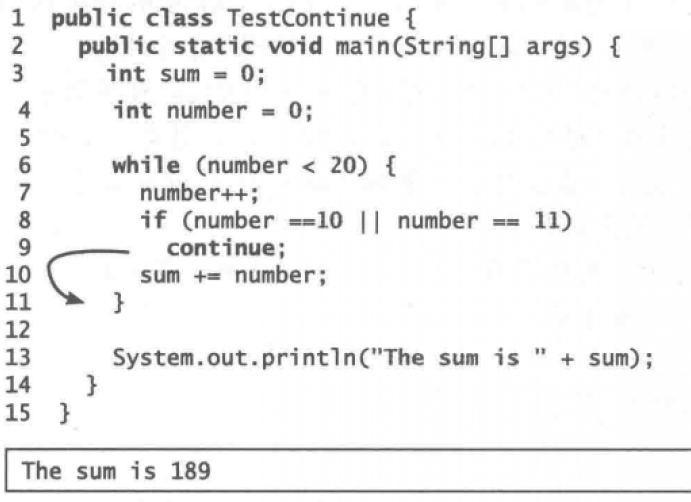 1 public class TestContinue {
2 public static void main(String[] args) {
3 int sum = 0;
4 int number = 0;
5
6 while (number < 20) {
7 number++;
8 if (number ==10 || number == 11)
9 continue;
10 sum += number;
11 }
12
13 System.out.println("The sum is " + sum);
14 }
15 }
The sum is 189